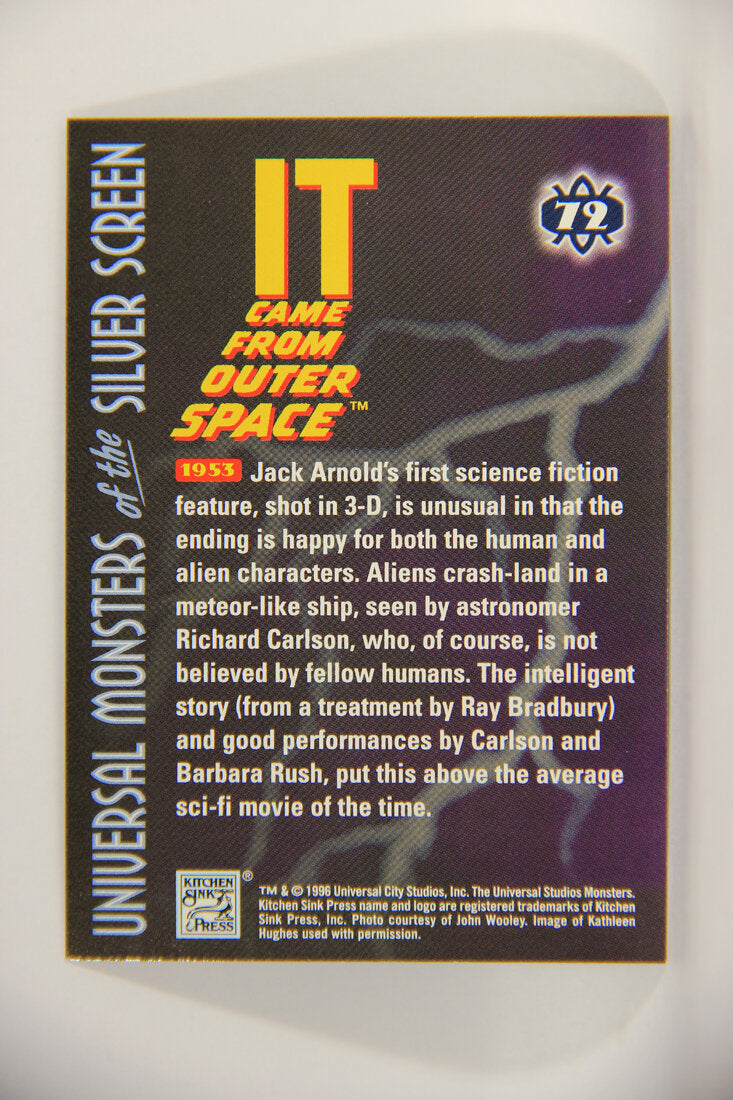 UNIVERSAL MONSTERS of the SILVER SCREEN
IT
CAME
FROM
OUTER
SPACE™
72
1953 Jack Arnold's first science fiction
feature, shot in 3-D, is unusual in that the
ending is happy for both the human and
alien characters. Aliens crash-land in a
meteor-like ship, seen by astronomer
Richard Carlson, who, of course, is not
believed by fellow humans. The intelligent
story (from a treatment by Ray Bradbury)
and good performances by Carlson and
Barbara Rush, put this above the average
sci-fi movie of the time.
KITCHEN
SINK
PRESS
®
™ & © 1996 Universal City Studios, Inc. The Universal Studios Monsters.
Kitchen Sink Press name and logo are registered trademarks of Kitchen
Sink Press, Inc. Photo courtesy of John Wooley. Image of Kathleen
Hughes used with permission.